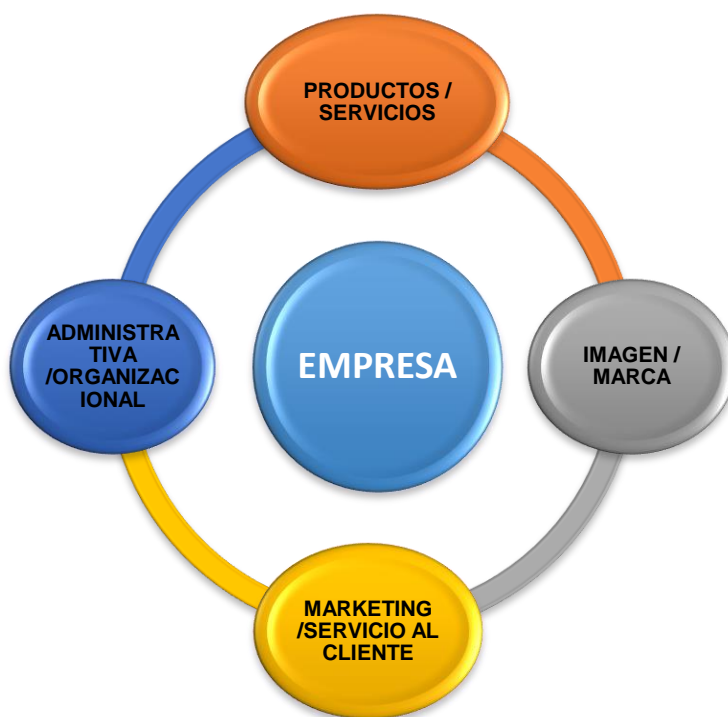 PRODUCTOS /
SERVICIOS
ADMINISTRA
TIVA
/ORGANIZAC
IONAL
EMPRESA
IMAGEN /
MARCA
MARKETING
/SERVICIO AL
CLIENTE